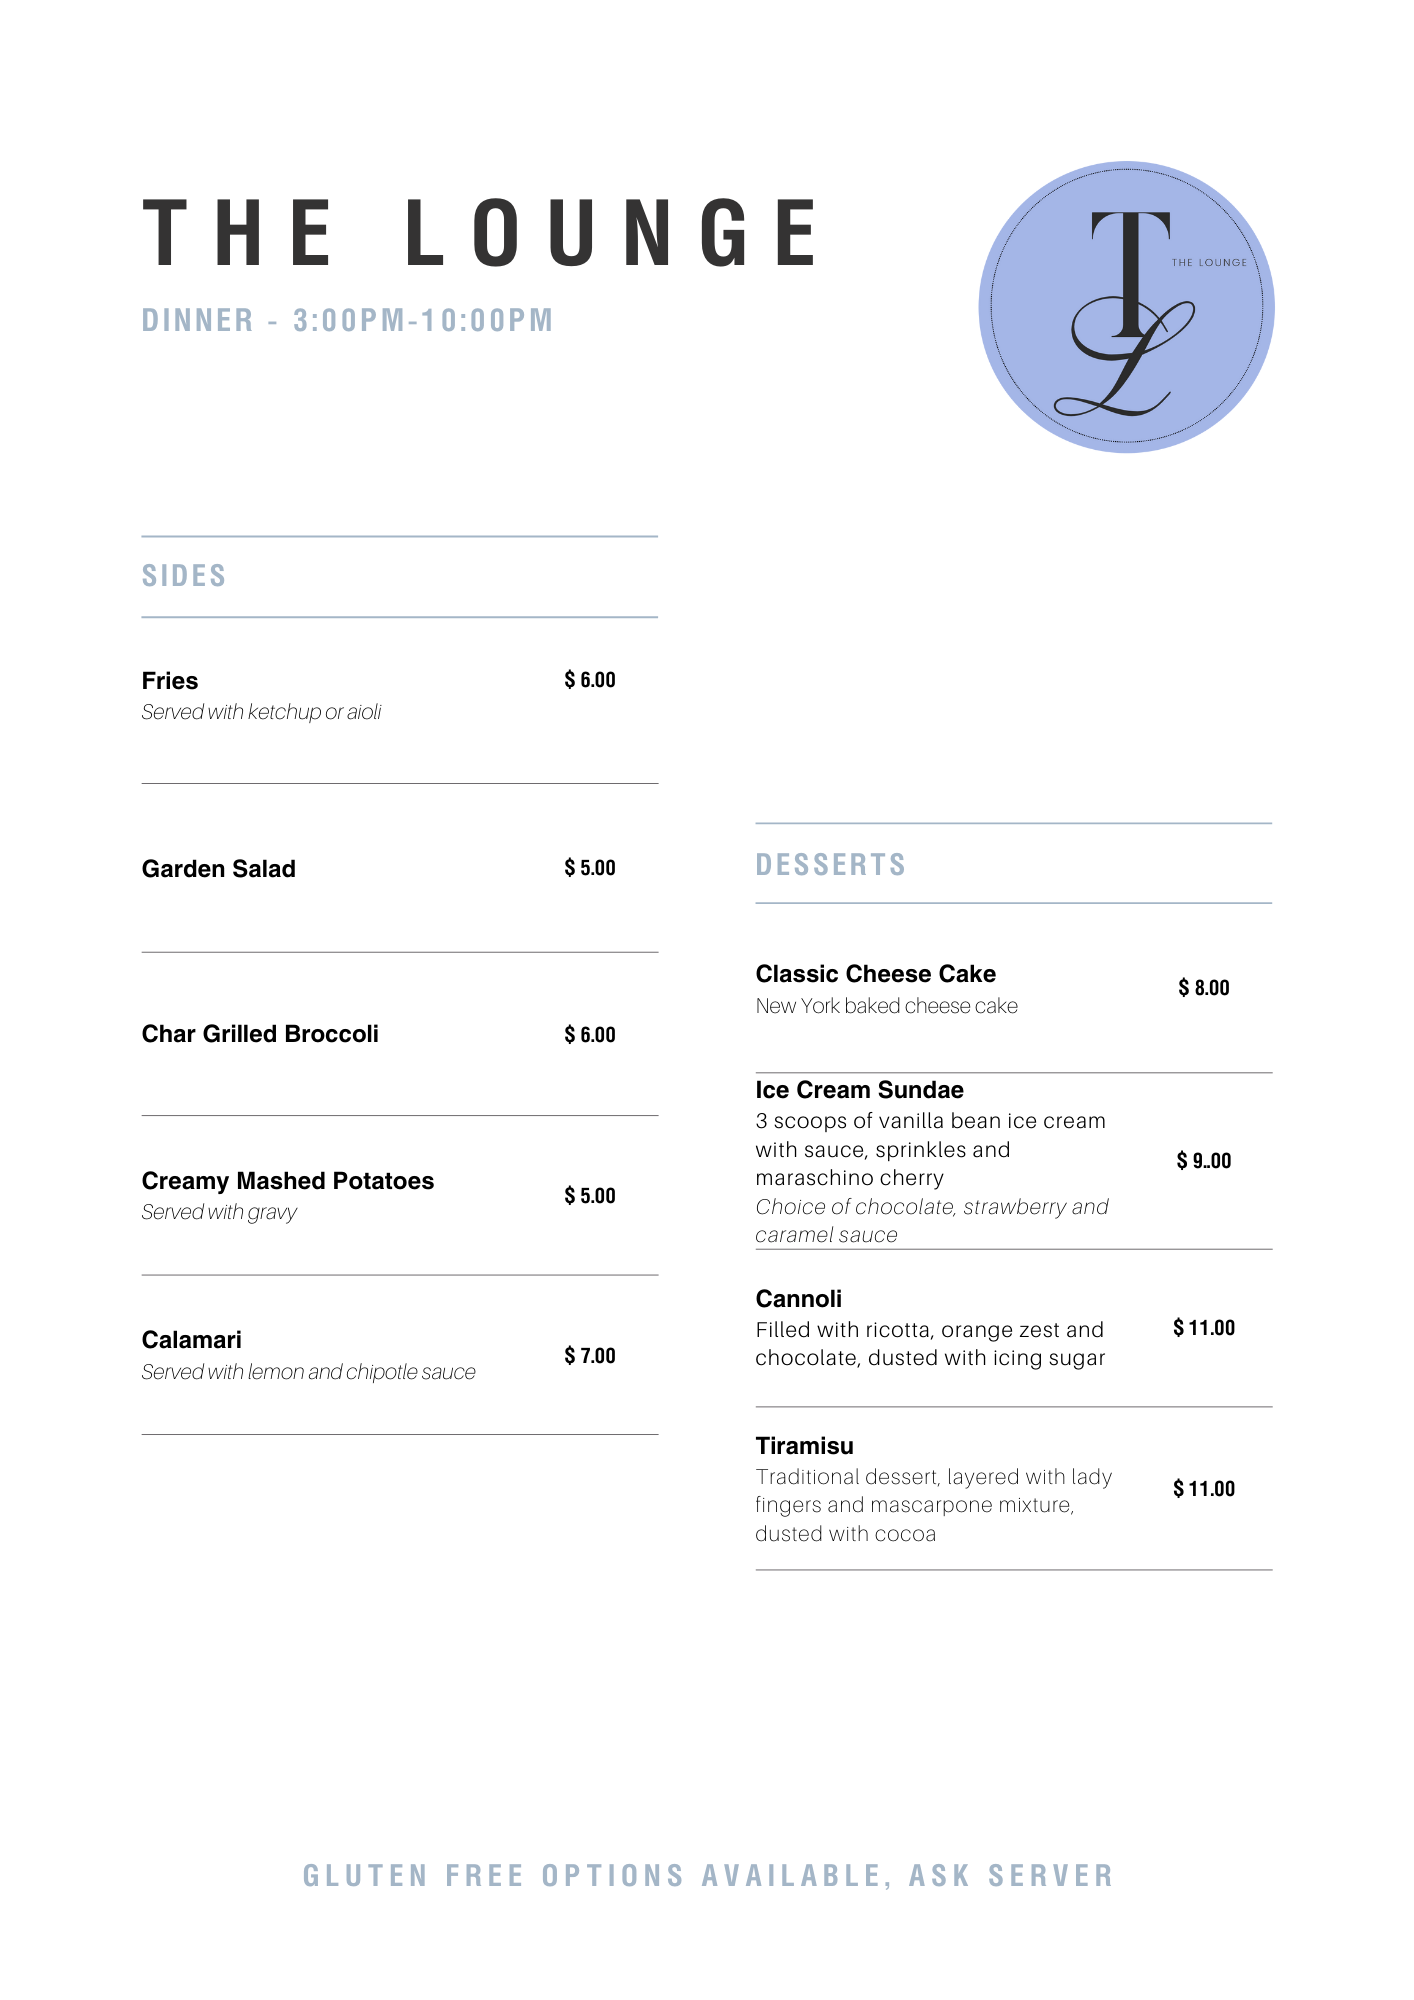 THE LOUNGE
DINNER - 3:00PM-10:00PM
T
THE LOUNGE
L
SIDES
Fries $ 6.00
Served with ketchup or aioli
Garden Salad $ 5.00
Char Grilled Broccoli $ 6.00
Creamy Mashed Potatoes
$ 5.00
Served with gravy
Calamari
$ 7.00
Served with lemon and chipotle sauce
DESSERTS
Classic Cheese Cake
$ 8.00
New York baked cheese cake
Ice Cream Sundae
3 scoops of vanilla bean ice cream
with sauce, sprinkles and
$ 9..00
maraschino cherry
Choice of chocolate, strawberry and
caramel sauce
Cannoli
Filled with ricotta, orange zest and $ 11.00
chocolate, dusted with icing sugar
Tiramisu
Traditional dessert, layered with lady
$ 11.00
fingers and mascarpone mixture,
dusted with cocoa
GLUTEN FREE OPTIONS AVAILABLE, ASK SERVER